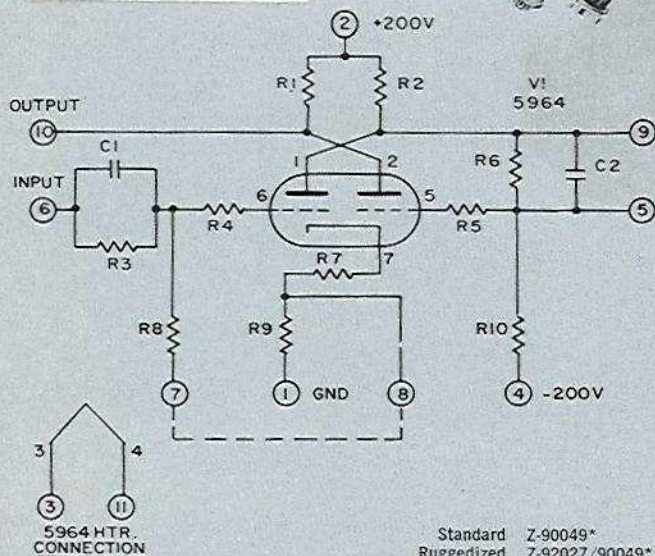 2 +200V
R1 R2
V1
5964
OUTPUT
10
9
C1
1 2
R6
C2
INPUT
6
6
5
5
R4
R5
R3
7
R7
R8
R9
R10
7
1 GND
8
4 -200V
3 4
3 11
5964 HTR.
CONNECTION
Standard Z-90049*
Ruggedized Z-92027/90049*